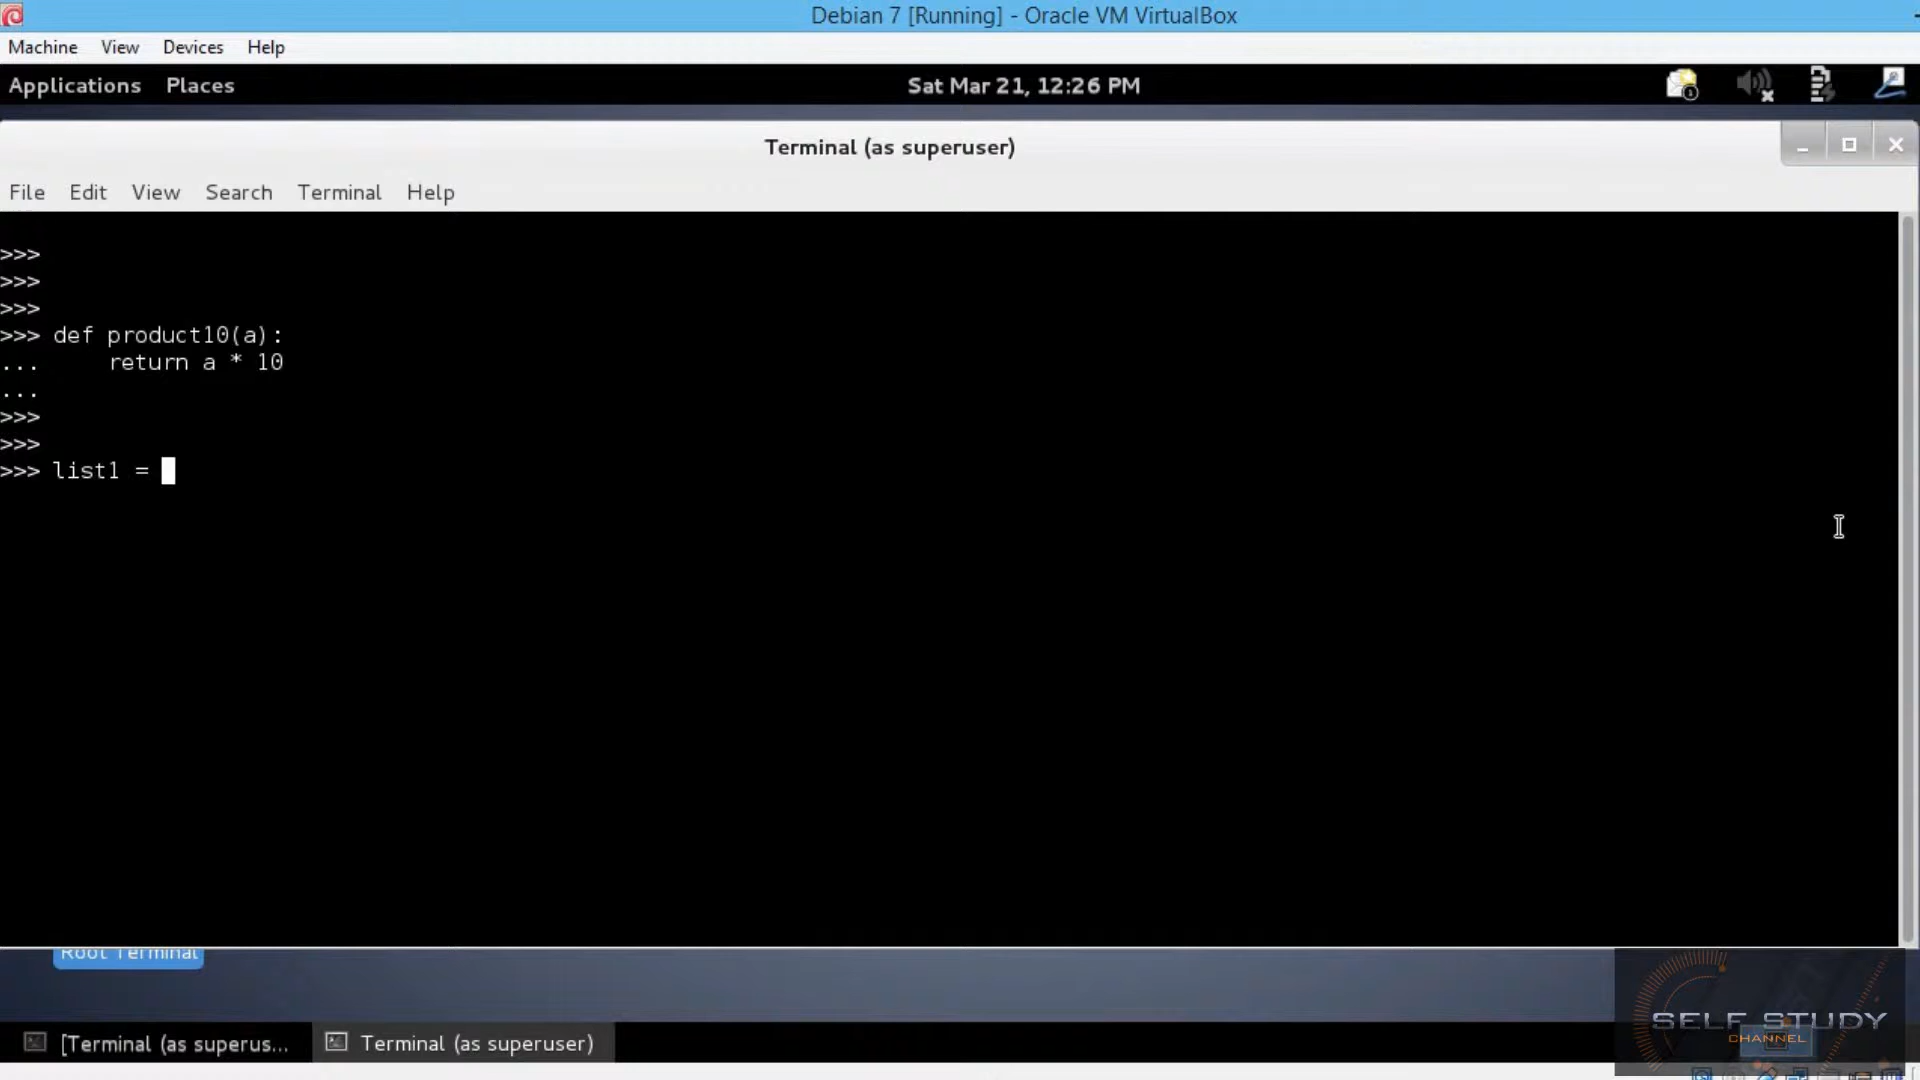 Debian 7 [Running] - Oracle VM VirtualBox
Machine View Devices Help
Applications Places Sat Mar 21, 12:26 PM
Terminal (as superuser)
File Edit View Search Terminal Help
>>>
>>>
>>>
>>> def product10(a):
...     return a * 10
...
>>>
>>>
>>> list1 =
Root Terminal
[Terminal (as superus... Terminal (as superuser)
SELF STUDY
CHANNEL